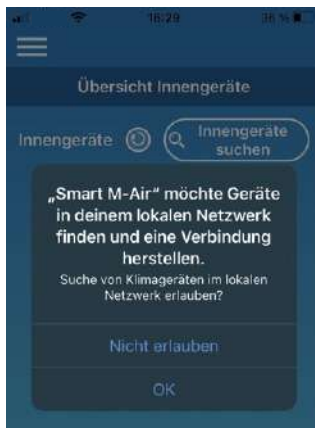 16:29 36 %
Übersicht Innengeräte
Innengeräte
Innengeräte
suchen
„Smart M-Air“ möchte Geräte
in deinem lokalen Netzwerk
finden und eine Verbindung
herstellen.
Suche von Klimageräten im lokalen
Netzwerk erlauben?
Nicht erlauben
OK